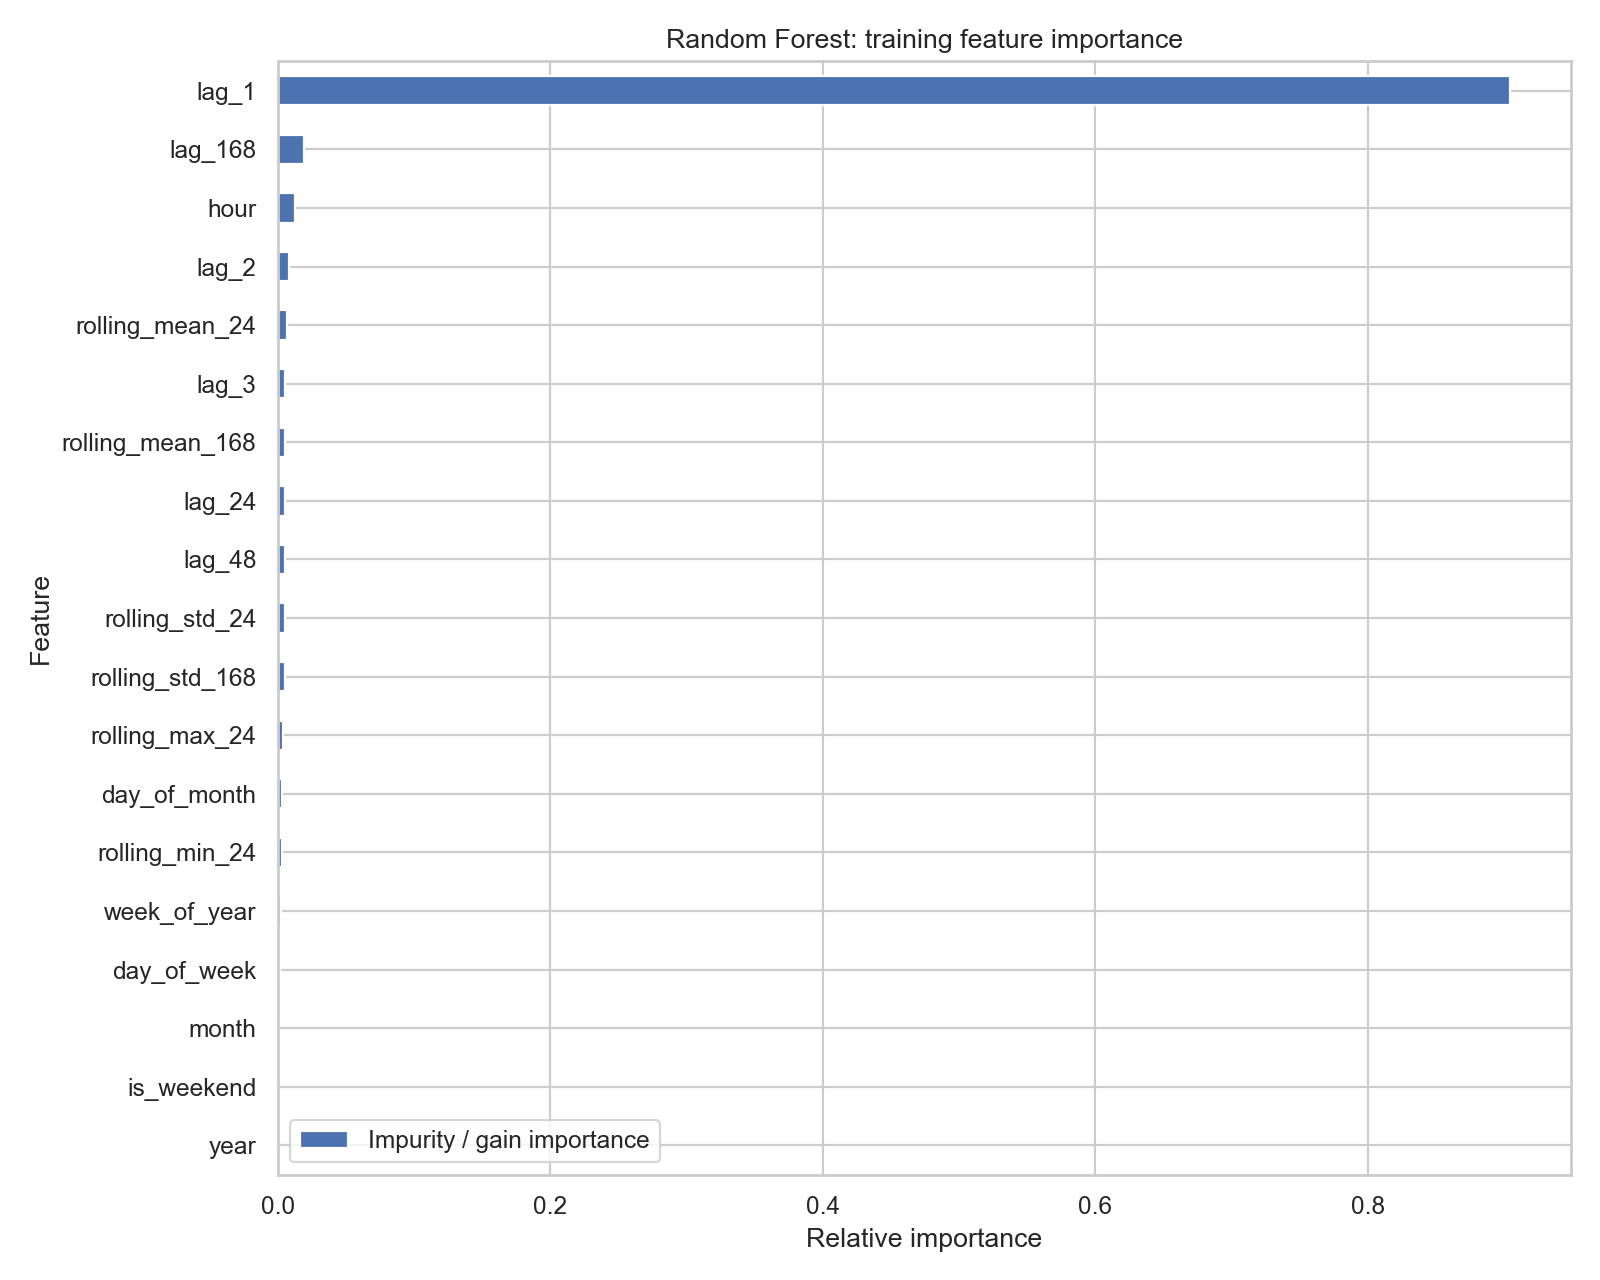 Random Forest: training feature importance
lag_1
lag_168
hour
lag_2
rolling_mean_24
lag_3
rolling_mean_168
lag_24
lag_48
rolling_std_24
rolling_std_168
rolling_max_24
day_of_month
rolling_min_24
week_of_year
day_of_week
month
is_weekend
year
Feature
Impurity / gain importance
0.0 0.2 0.4 0.6 0.8
Relative importance